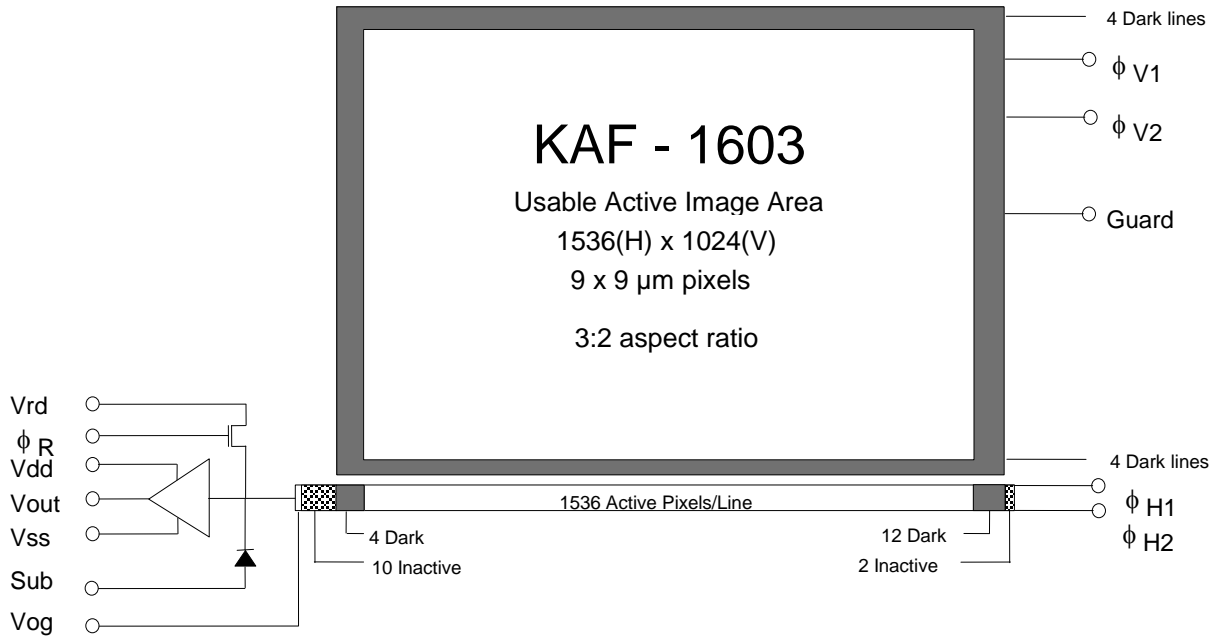 4 Dark lines
ϕ V1
ϕ V2
KAF - 1603
Usable Active Image Area
1536(H) x 1024(V)
9 x 9 µm pixels
3:2 aspect ratio
Guard
Vrd
ϕ R
Vdd
Vout
Vss
Sub
Vog
4 Dark lines
1536 Active Pixels/Line
ϕ H1
ϕ H2
4 Dark
12 Dark
10 Inactive
2 Inactive